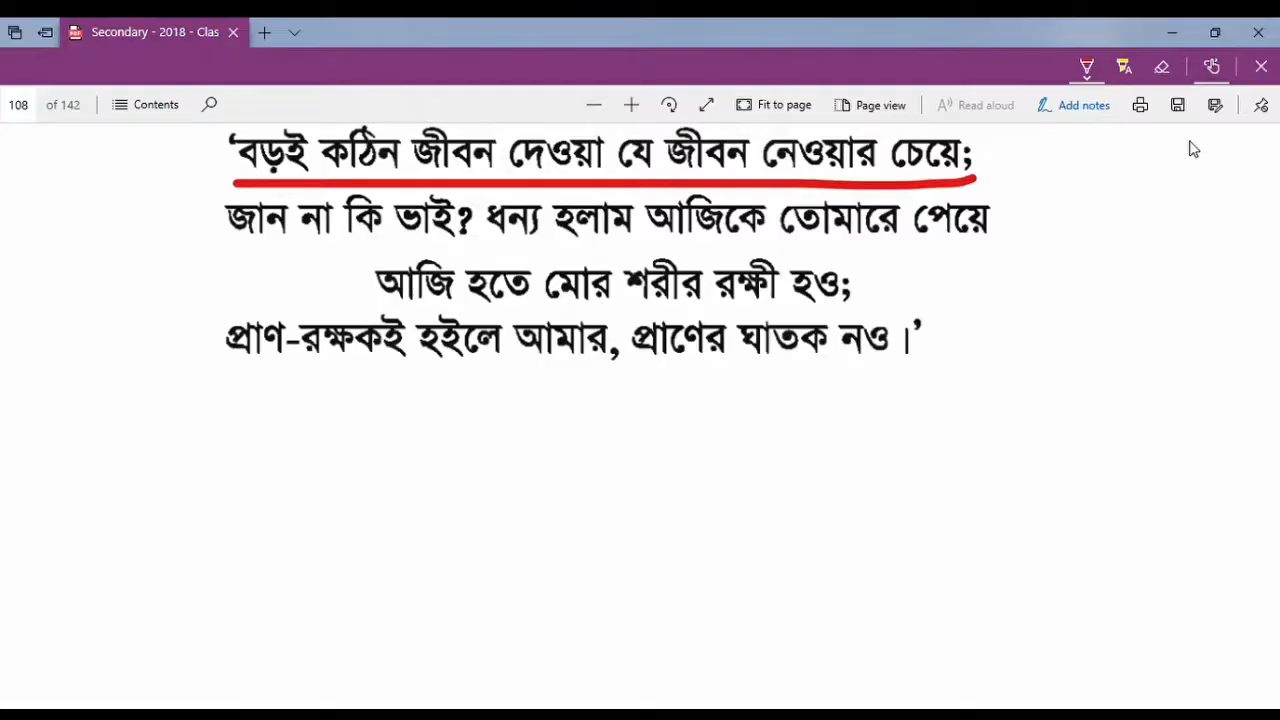 Secondary - 2018 - Clas
108 of 142 Contents Fit to page Page view Read aloud Add notes
‘বড়ই কঠিন জীবন দেওয়া যে জীবন নেওয়ার চেয়ে;
জান না কি ভাই? ধন্য হলাম আজিকে তোমারে পেয়ে
আজি হতে মোর শরীর রক্ষী হও;
প্রাণ-রক্ষকই হইলে আমার, প্রাণের ঘাতক নও।’